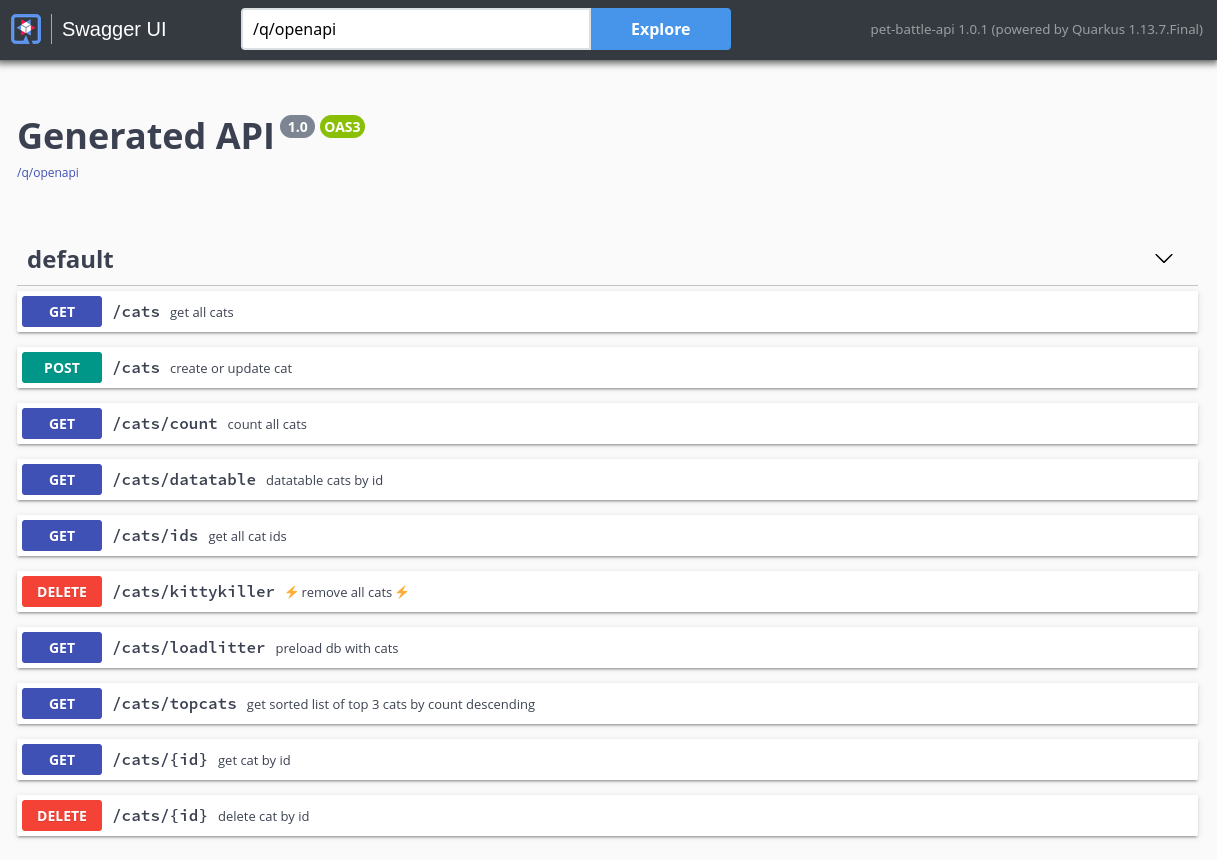 Swagger UI /q/openapi Explore pet-battle-api 1.0.1 (powered by Quarkus 1.13.7.Final)
Generated API 1.0 OAS3
/q/openapi
default
GET /cats get all cats
POST /cats create or update cat
GET /cats/count count all cats
GET /cats/datatable datatable cats by id
GET /cats/ids get all cat ids
DELETE /cats/kittykiller ⚡ remove all cats ⚡
GET /cats/loadlitter preload db with cats
GET /cats/topcats get sorted list of top 3 cats by count descending
GET /cats/{id} get cat by id
DELETE /cats/{id} delete cat by id